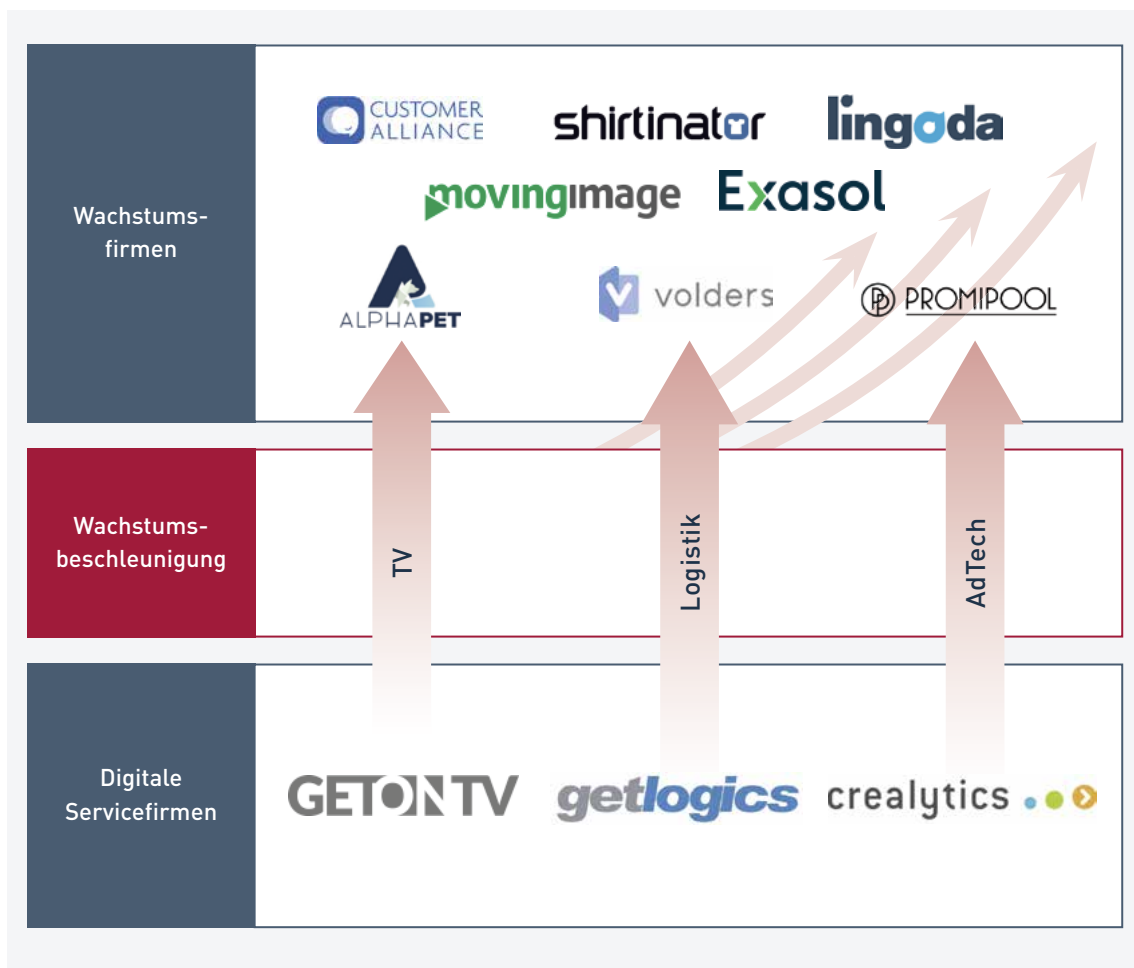 Wachstums-
firmen
CUSTOMER
ALLIANCE
shirtinator
lingoda
movingimage
Exasol
ALPHAPET
volders
PP PROMIPOOL
Wachstums-
beschleunigung
TV
Logistik
AdTech
Digitale
Servicefirmen
GETONTV
getlogics
crealytics